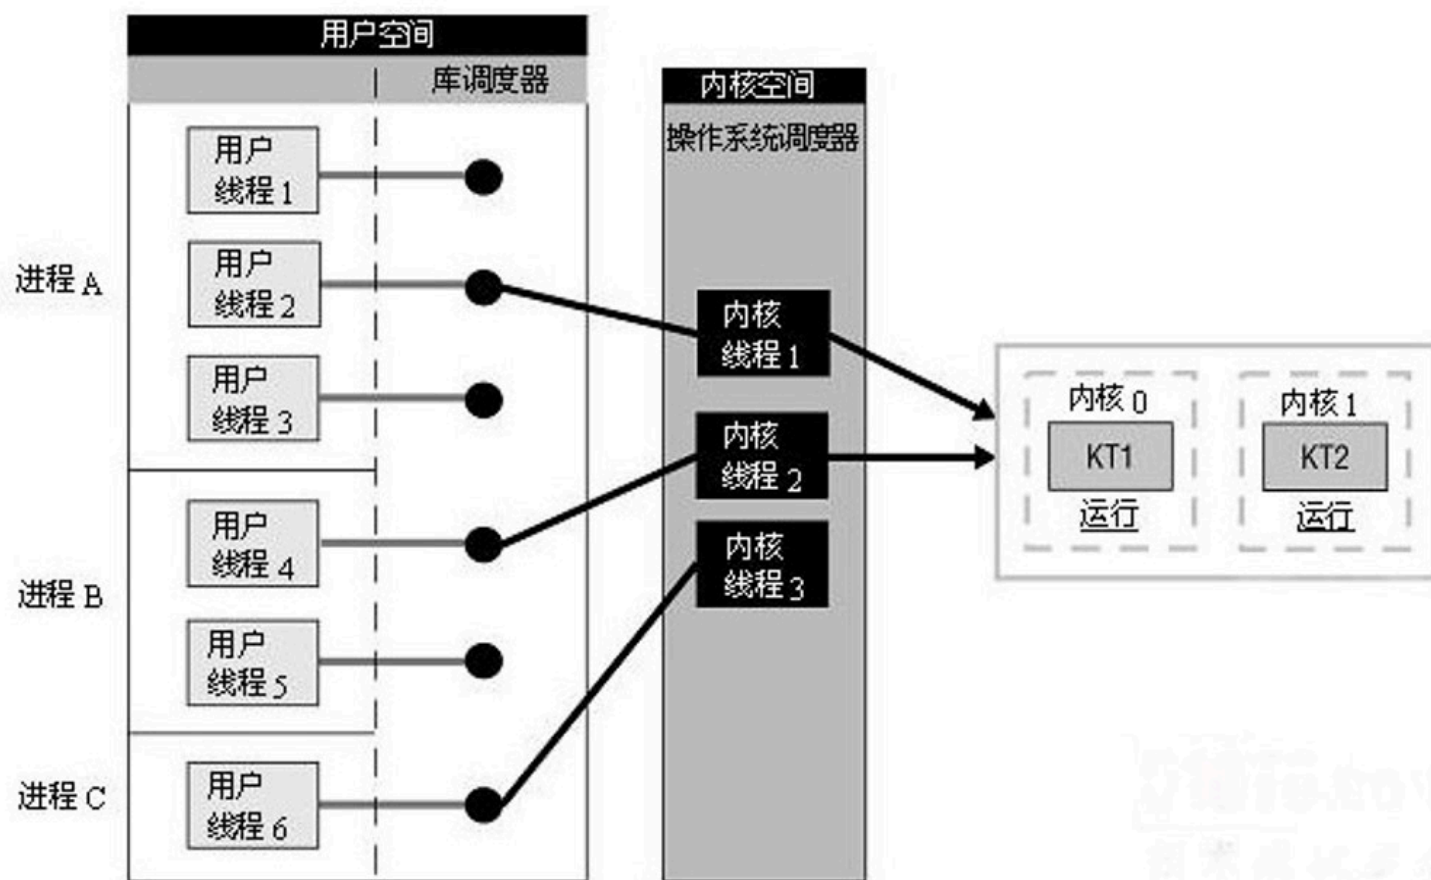 用户空间
库调度器
内核空间
操作系统调度器
进程 A
用户
线程 1
用户
线程 2
用户
线程 3
进程 B
用户
线程 4
用户
线程 5
进程 C
用户
线程 6
内核
线程 1
内核
线程 2
内核
线程 3
内核 0
KT1
运行
内核 1
KT2
运行